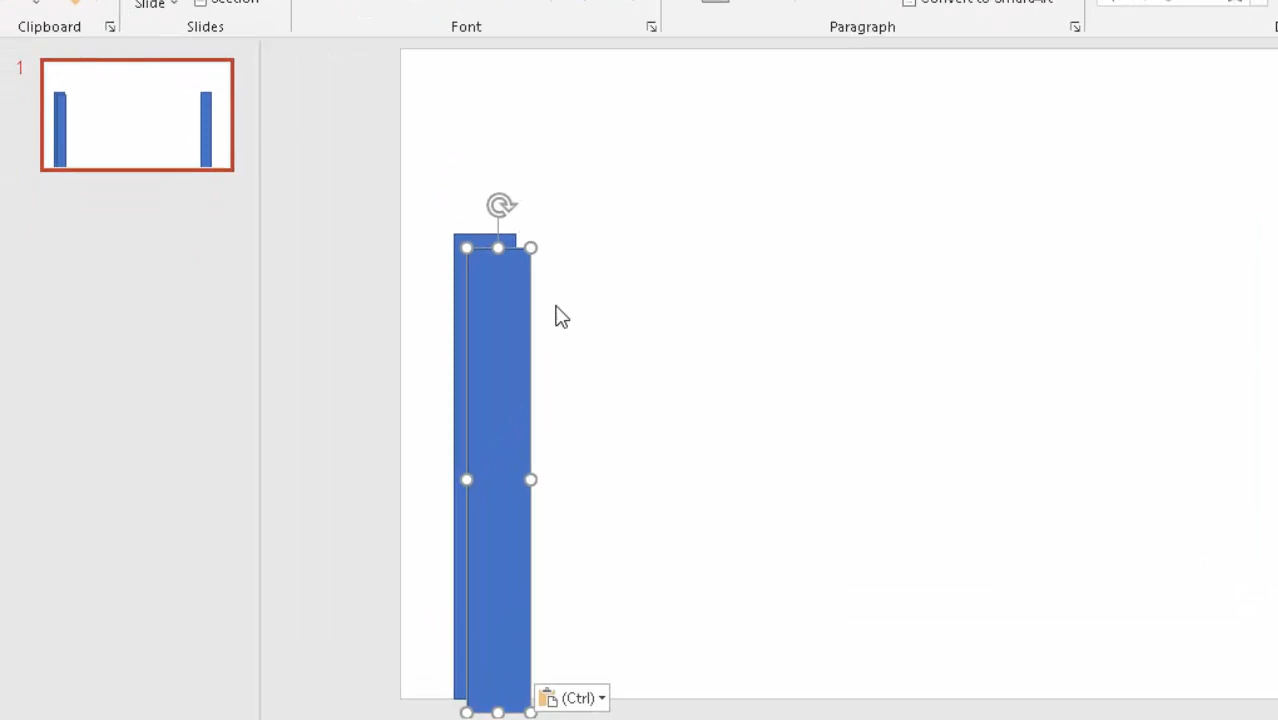 Slide
Section
Convert to SmartArt
Clipboard
Slides
Font
Paragraph
1
(Ctrl)